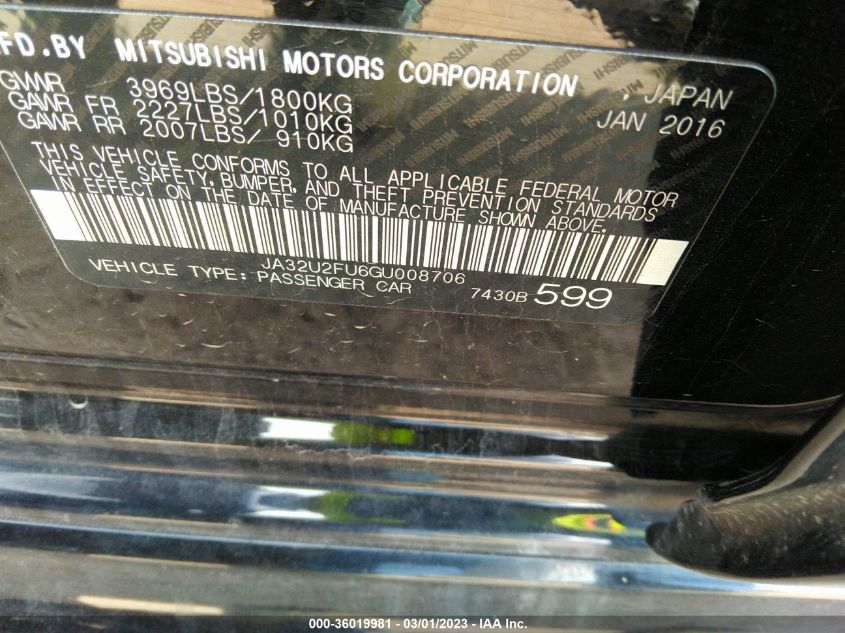 MFD.BY MITSUBISHI MOTORS CORPORATION, JAPAN
GVWR 3969LBS/1800KG JAN 2016
GAWR FR 2227LBS/1010KG
GAWR RR 2007LBS/ 910KG
THIS VEHICLE CONFORMS TO ALL APPLICABLE FEDERAL MOTOR
VEHICLE SAFETY, BUMPER, AND THEFT PREVENTION STANDARDS
IN EFFECT ON THE DATE OF MANUFACTURE SHOWN ABOVE.
JA32U2FU6GU008706
VEHICLE TYPE: PASSENGER CAR 7430B 599
000-36019981 - 03/01/2023 - IAA Inc.